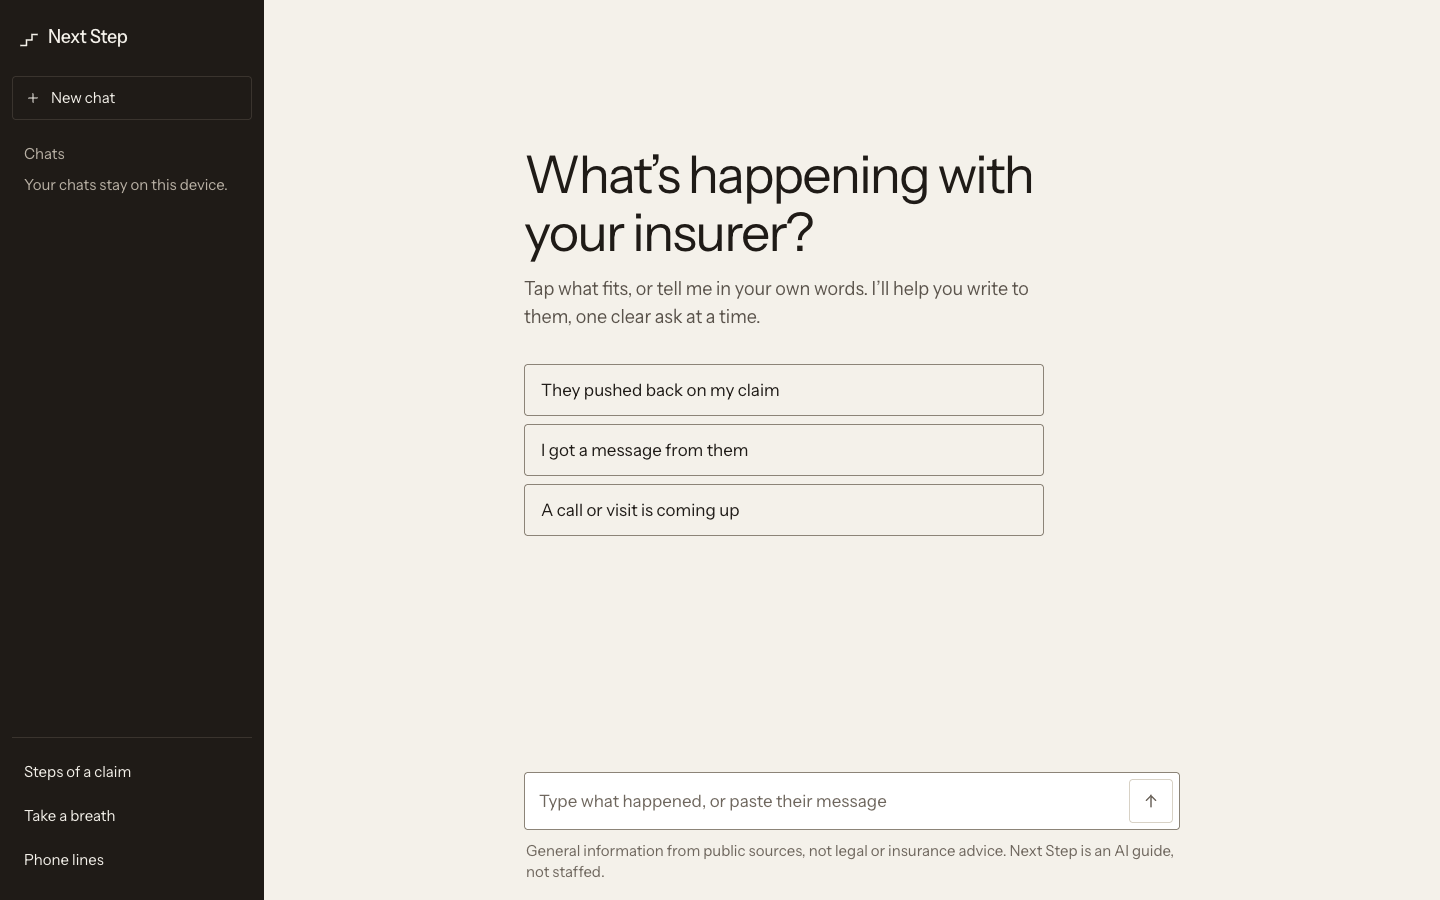 Next Step
New chat
Chats
Your chats stay on this device.
Steps of a claim
Take a breath
Phone lines
What's happening with
your insurer?
Tap what fits, or tell me in your own words. I'll help you write to
them, one clear ask at a time.
They pushed back on my claim
I got a message from them
A call or visit is coming up
Type what happened, or paste their message
General information from public sources, not legal or insurance advice. Next Step is an AI guide,
not staffed.